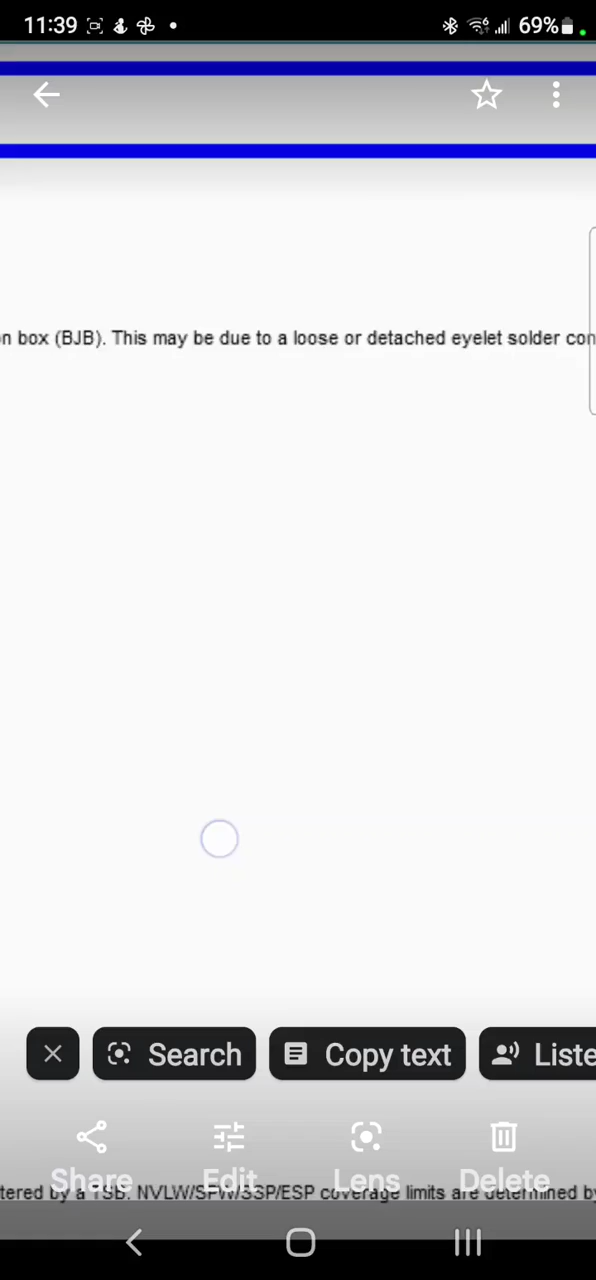 11:39
69%
n box (BJB). This may be due to a loose or detached eyelet solder con
Search
Copy text
Liste
Share
Edit
Lens
Delete
tered by a TSB. NVLW/SPW/SSP/ESP coverage limits are determined by